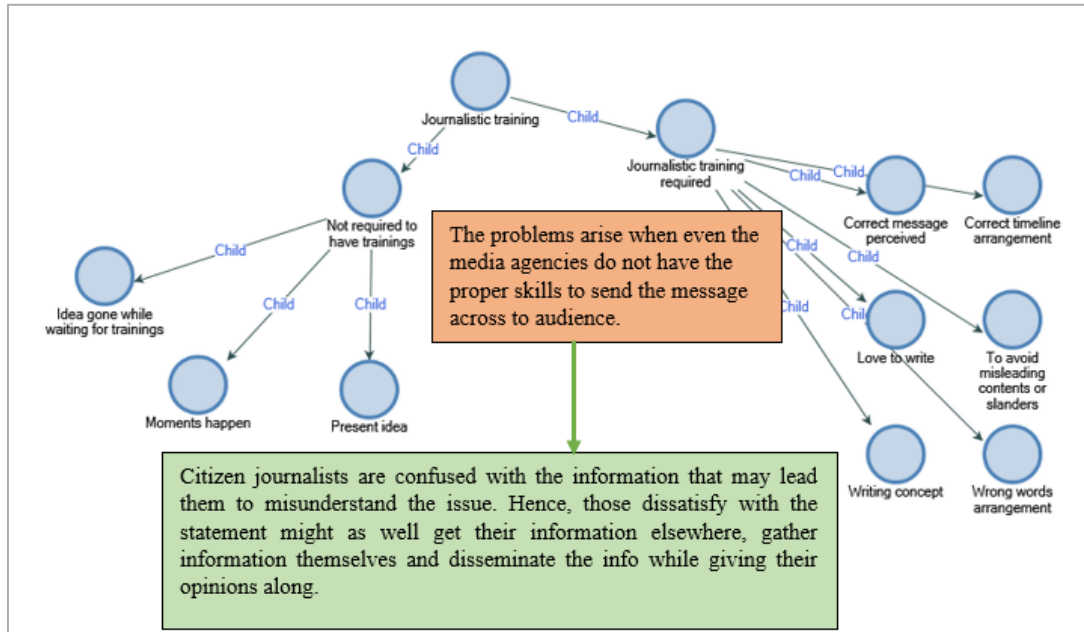 Journalistic training
Child
Child
Journalistic training
required
Child
Child
Not required to
have trainings
Correct message
perceived
Correct timeline
arrangement
The problems arise when even the
media agencies do not have the
proper skills to send the message
across to audience.
Child
Child
Child
Child
Child
Child
Child
Idea gone while
waiting for trainings
Love to write
To avoid
misleading
contents or
slanders
Moments happen
Present idea
Citizen journalists are confused with the information that may lead
them to misunderstand the issue. Hence, those dissatisfy with the
statement might as well get their information elsewhere, gather
information themselves and disseminate the info while giving their
opinions along.
Writing concept
Wrong words
arrangement